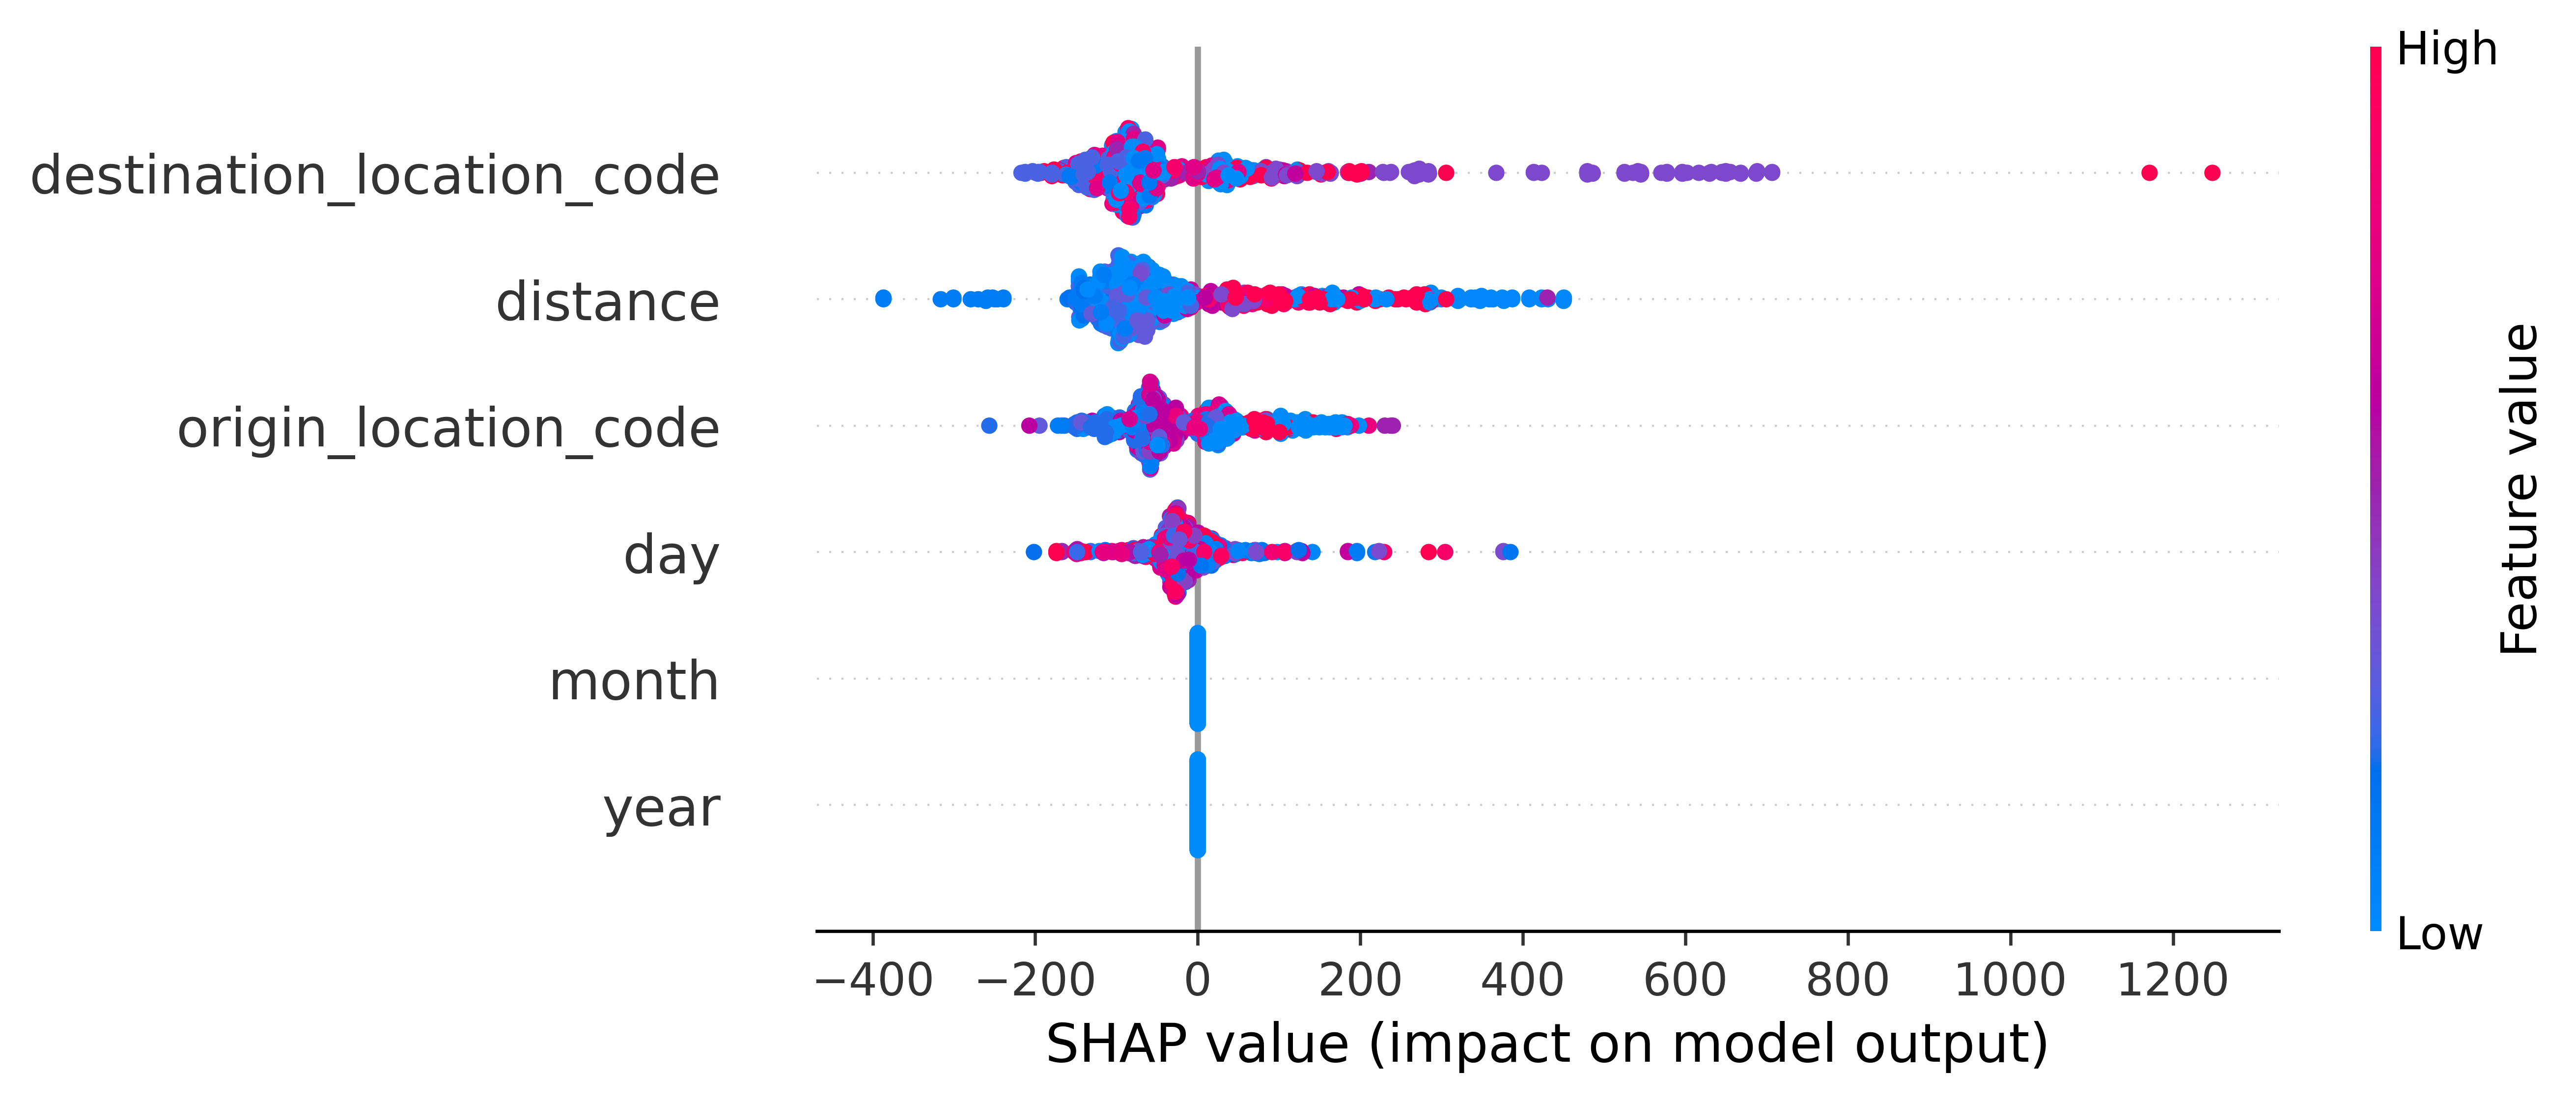 High
destination_location_code
distance
origin_location_code
day
month
year
Feature value
Low
−400 −200 0 200 400 600 800 1000 1200
SHAP value (impact on model output)